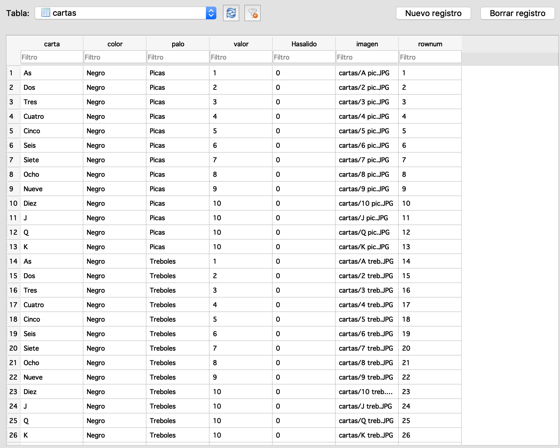 Tabla: cartas Nuevo registro Borrar registro
carta color palo valor Hasalido imagen rownum
Filtro Filtro Filtro Filtro Filtro Filtro Filtro
1 As Negro Picas 1 0 cartas/A pic.JPG 1
2 Dos Negro Picas 2 0 cartas/2 pic.JPG 2
3 Tres Negro Picas 3 0 cartas/3 pic.JPG 3
4 Cuatro Negro Picas 4 0 cartas/4 pic.JPG 4
5 Cinco Negro Picas 5 0 cartas/5 pic.JPG 5
6 Seis Negro Picas 6 0 cartas/6 pic.JPG 6
7 Siete Negro Picas 7 0 cartas/7 pic.JPG 7
8 Ocho Negro Picas 8 0 cartas/8 pic.JPG 8
9 Nueve Negro Picas 9 0 cartas/9 pic.JPG 9
10 Diez Negro Picas 10 0 cartas/10 pic.JPG 10
11 J Negro Picas 10 0 cartas/J pic.JPG 11
12 Q Negro Picas 10 0 cartas/Q pic.JPG 12
13 K Negro Picas 10 0 cartas/K pic.JPG 13
14 As Negro Treboles 1 0 cartas/A treb.JPG 14
15 Dos Negro Treboles 2 0 cartas/2 treb.JPG 15
16 Tres Negro Treboles 3 0 cartas/3 treb.JPG 16
17 Cuatro Negro Treboles 4 0 cartas/4 treb.JPG 17
18 Cinco Negro Treboles 5 0 cartas/5 treb.JPG 18
19 Seis Negro Treboles 6 0 cartas/6 treb.JPG 19
20 Siete Negro Treboles 7 0 cartas/7 treb.JPG 20
21 Ocho Negro Treboles 8 0 cartas/8 treb.JPG 21
22 Nueve Negro Treboles 9 0 cartas/9 treb.JPG 22
23 Diez Negro Treboles 10 0 cartas/10 treb.... 23
24 J Negro Treboles 10 0 cartas/J treb.JPG 24
25 Q Negro Treboles 10 0 cartas/Q treb.JPG 25
26 K Negro Treboles 10 0 cartas/K treb.JPG 26